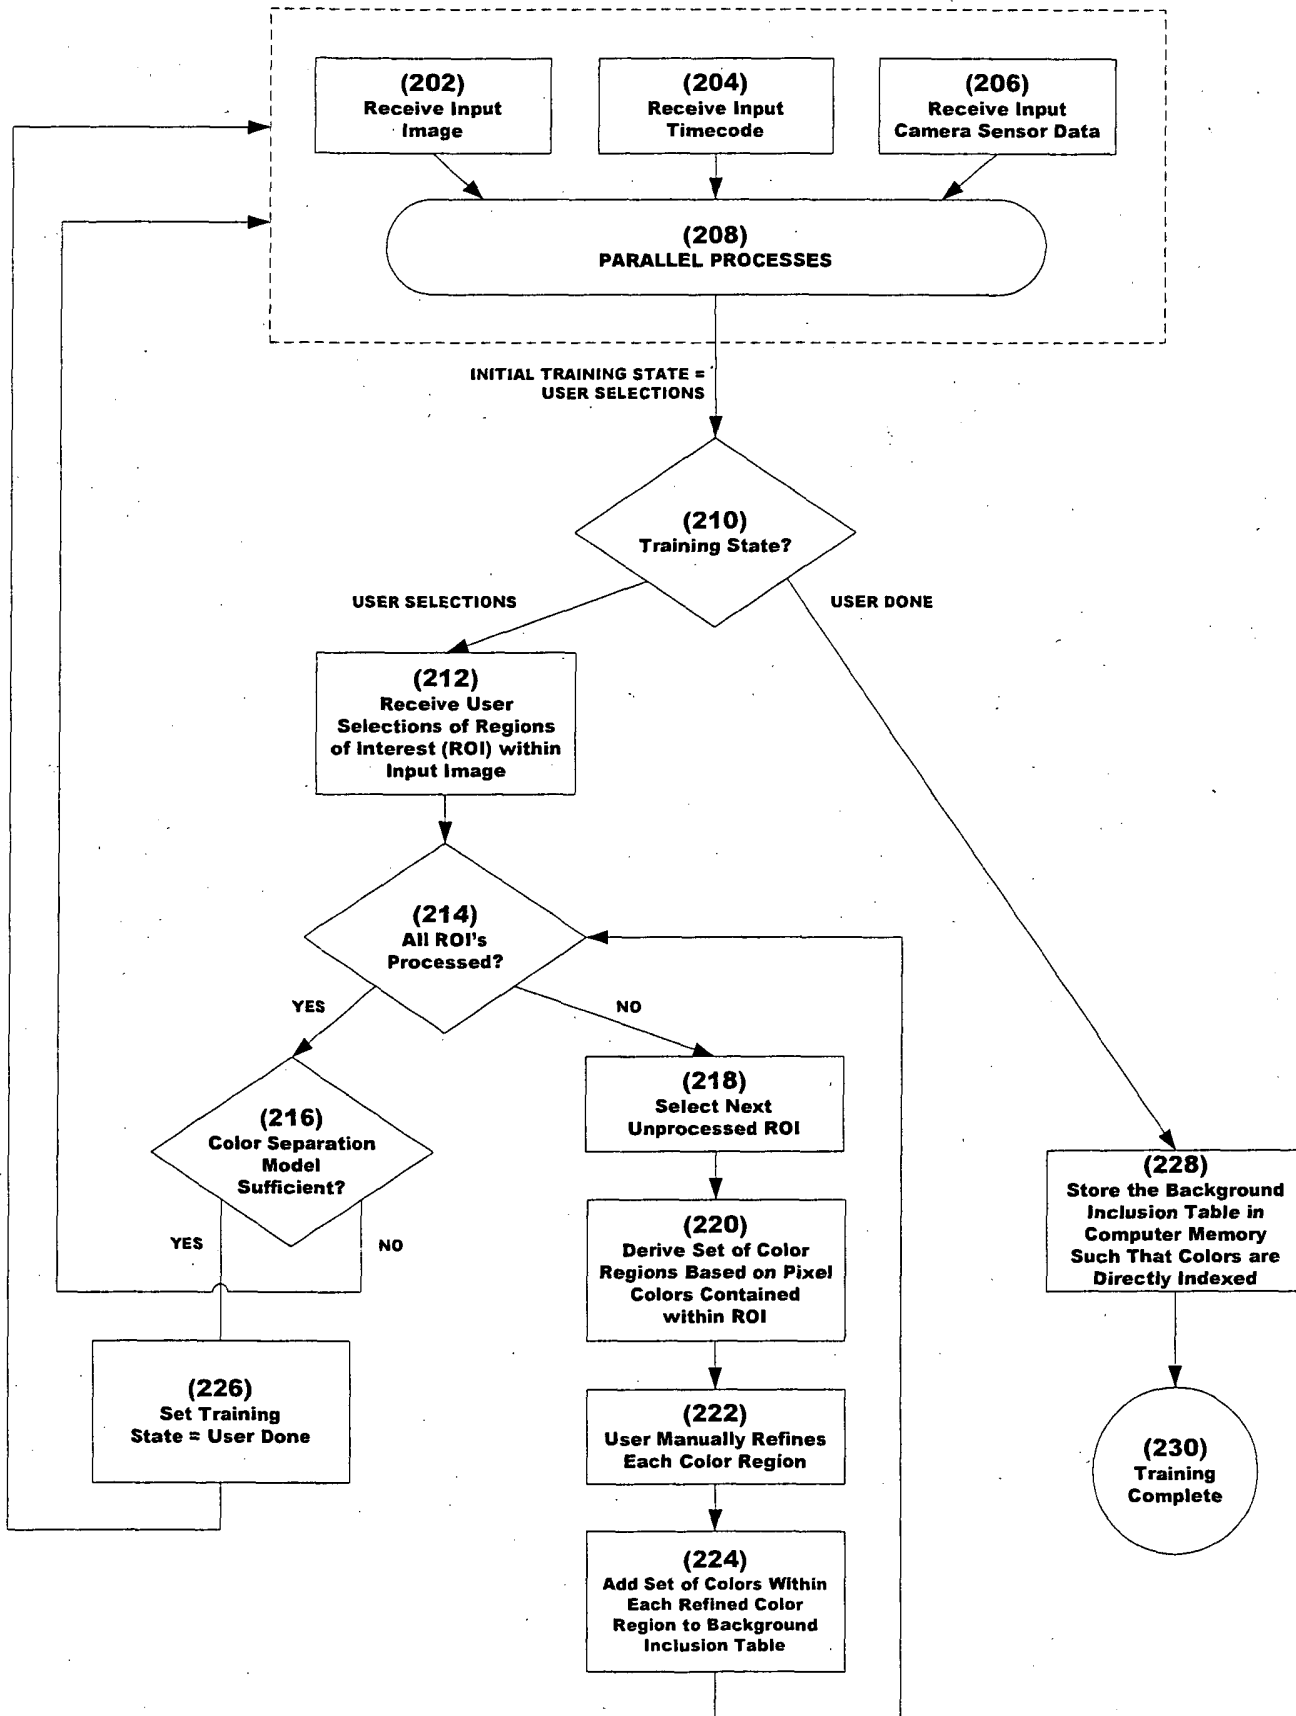 (202)
Receive Input
Image
(204)
Receive Input
Timecode
(206)
Receive Input
Camera Sensor Data
(208)
PARALLEL PROCESSES
INITIAL TRAINING STATE =
USER SELECTIONS
(210)
Training State?
USER SELECTIONS
USER DONE
(212)
Receive User
Selections of Regions
of Interest (ROI) within
Input Image
(214)
All ROI's
Processed?
YES
NO
(216)
Color Separation
Model
Sufficient?
YES
NO
(218)
Select Next
Unprocessed ROI
(220)
Derive Set of Color
Regions Based on Pixel
Colors Contained
within ROI
(228)
Store the Background
Inclusion Table in
Computer Memory
Such That Colors are
Directly Indexed
(226)
Set Training
State = User Done
(222)
User Manually Refines
Each Color Region
(230)
Training
Complete
(224)
Add Set of Colors Within
Each Refined Color
Region to Background
Inclusion Table